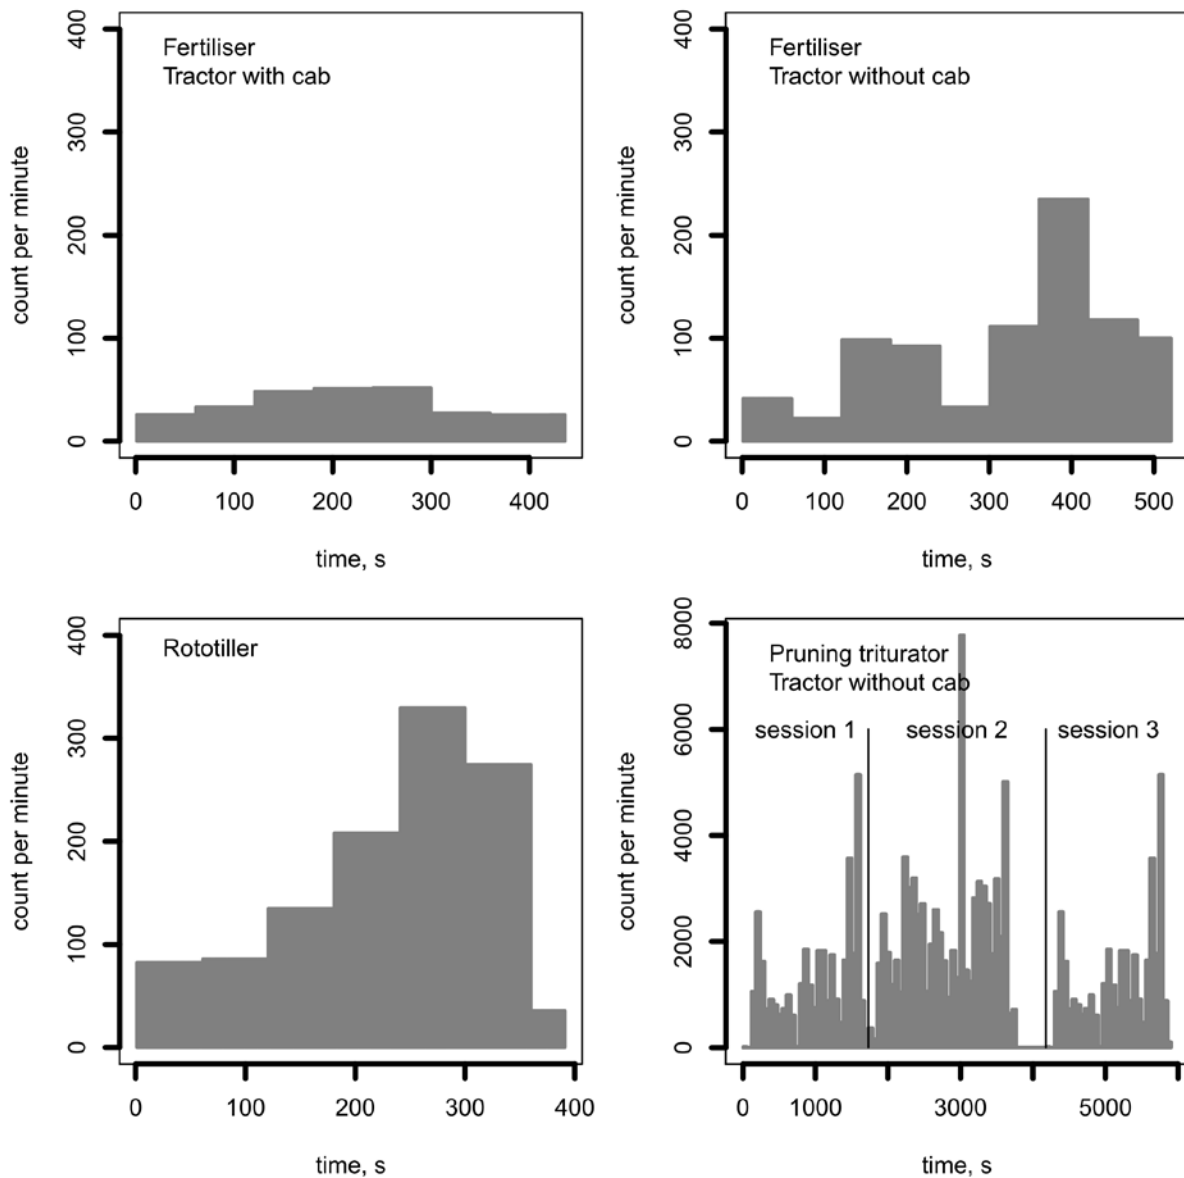 Fertiliser
Tractor with cab
count per minute
400
300
200
100
0
0 100 200 300 400
time, s
Fertiliser
Tractor without cab
count per minute
400
300
200
100
0
0 100 200 300 400 500
time, s
Rototiller
count per minute
400
300
200
100
0
0 100 200 300 400
time, s
Pruning triturator
Tractor without cab
session 1 session 2 session 3
count per minute
8000
6000
4000
2000
0
0 1000 3000 5000
time, s